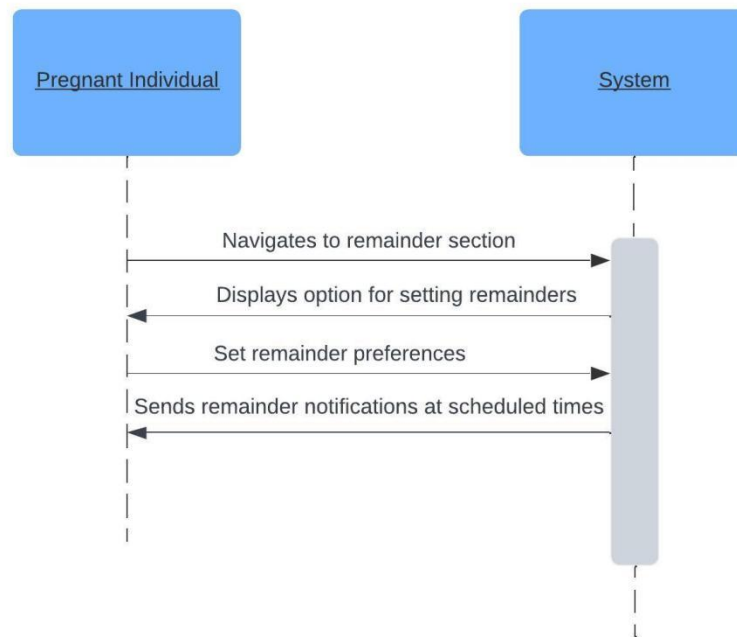 Pregnant Individual
System
Navigates to remainder section
Displays option for setting remainders
Set remainder preferences
Sends remainder notifications at scheduled times